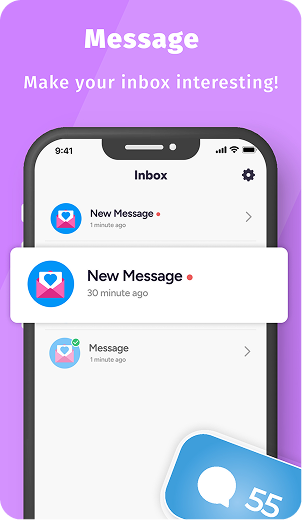 Message
Make your inbox interesting!
9:41
Inbox
New Message
1 minute ago
New Message
30 minute ago
Message
1 minute ago
55